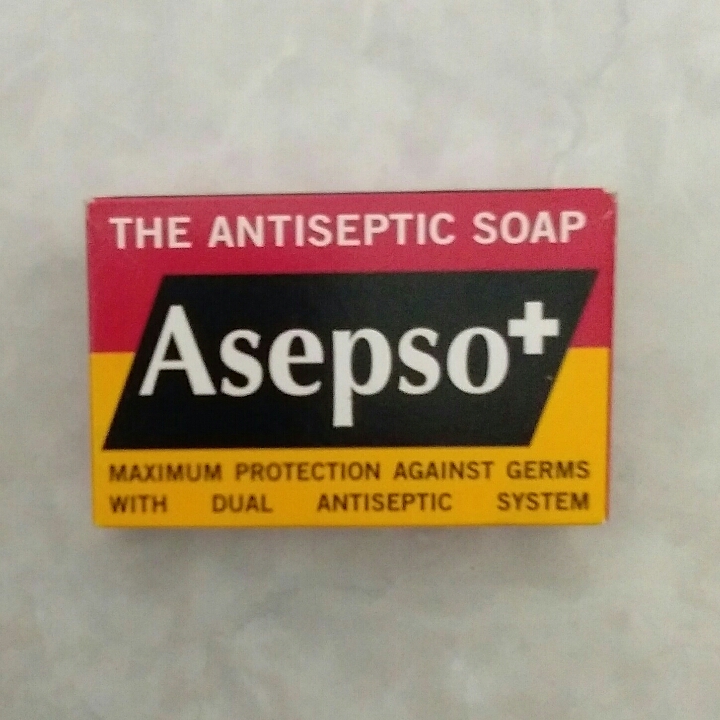 THE ANTISEPTIC SOAP
Asepso+
MAXIMUM PROTECTION AGAINST GERMS
WITH DUAL ANTISEPTIC SYSTEM